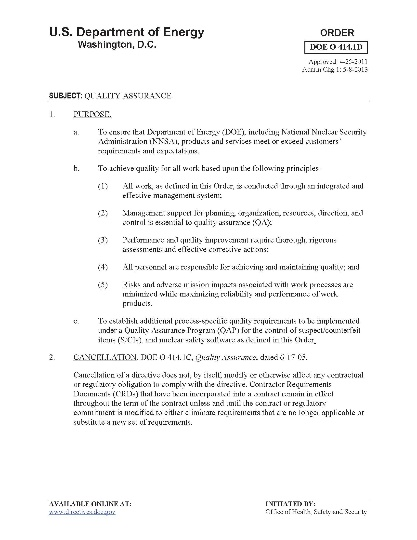 U.S. Department of Energy
Washington, D.C.
ORDER
DOE O 414.1D
Approved: 4-25-2011
Admin Chg 1: 5-8-2013
SUBJECT: QUALITY ASSURANCE
1. PURPOSE.
a. To ensure that Department of Energy (DOE), including National Nuclear Security
Administration (NNSA), products and services meet or exceed customers'
requirements and expectations.
b. To achieve quality for all work based upon the following principles:
(1) All work, as defined in this Order, is conducted through an integrated and
effective management system;
(2) Management support for planning, organization, resources, direction, and
control is essential to quality assurance (QA);
(3) Performance and quality improvement require thorough, rigorous
assessments and effective corrective actions;
(4) All personnel are responsible for achieving and maintaining quality; and
(5) Risks and adverse mission impacts associated with work processes are
minimized while maximizing reliability and performance of work
products.
c. To establish additional process-specific quality requirements to be implemented
under a Quality Assurance Program (QAP) for the control of suspect/counterfeit
items (S/CIs), and nuclear safety software as defined in this Order.
2. CANCELLATION. DOE O 414.1C, Quality Assurance, dated 6-17-05.
Cancellation of a directive does not, by itself, modify or otherwise affect any contractual
or regulatory obligation to comply with the directive. Contractor Requirements
Documents (CRDs) that have been incorporated into a contract remain in effect
throughout the term of the contract unless and until the contract or regulatory
commitment is modified to either eliminate requirements that are no longer applicable or
substitute a new set of requirements.
AVAILABLE ONLINE AT:
www.directives.doe.gov
INITIATED BY:
Office of Health, Safety and Security